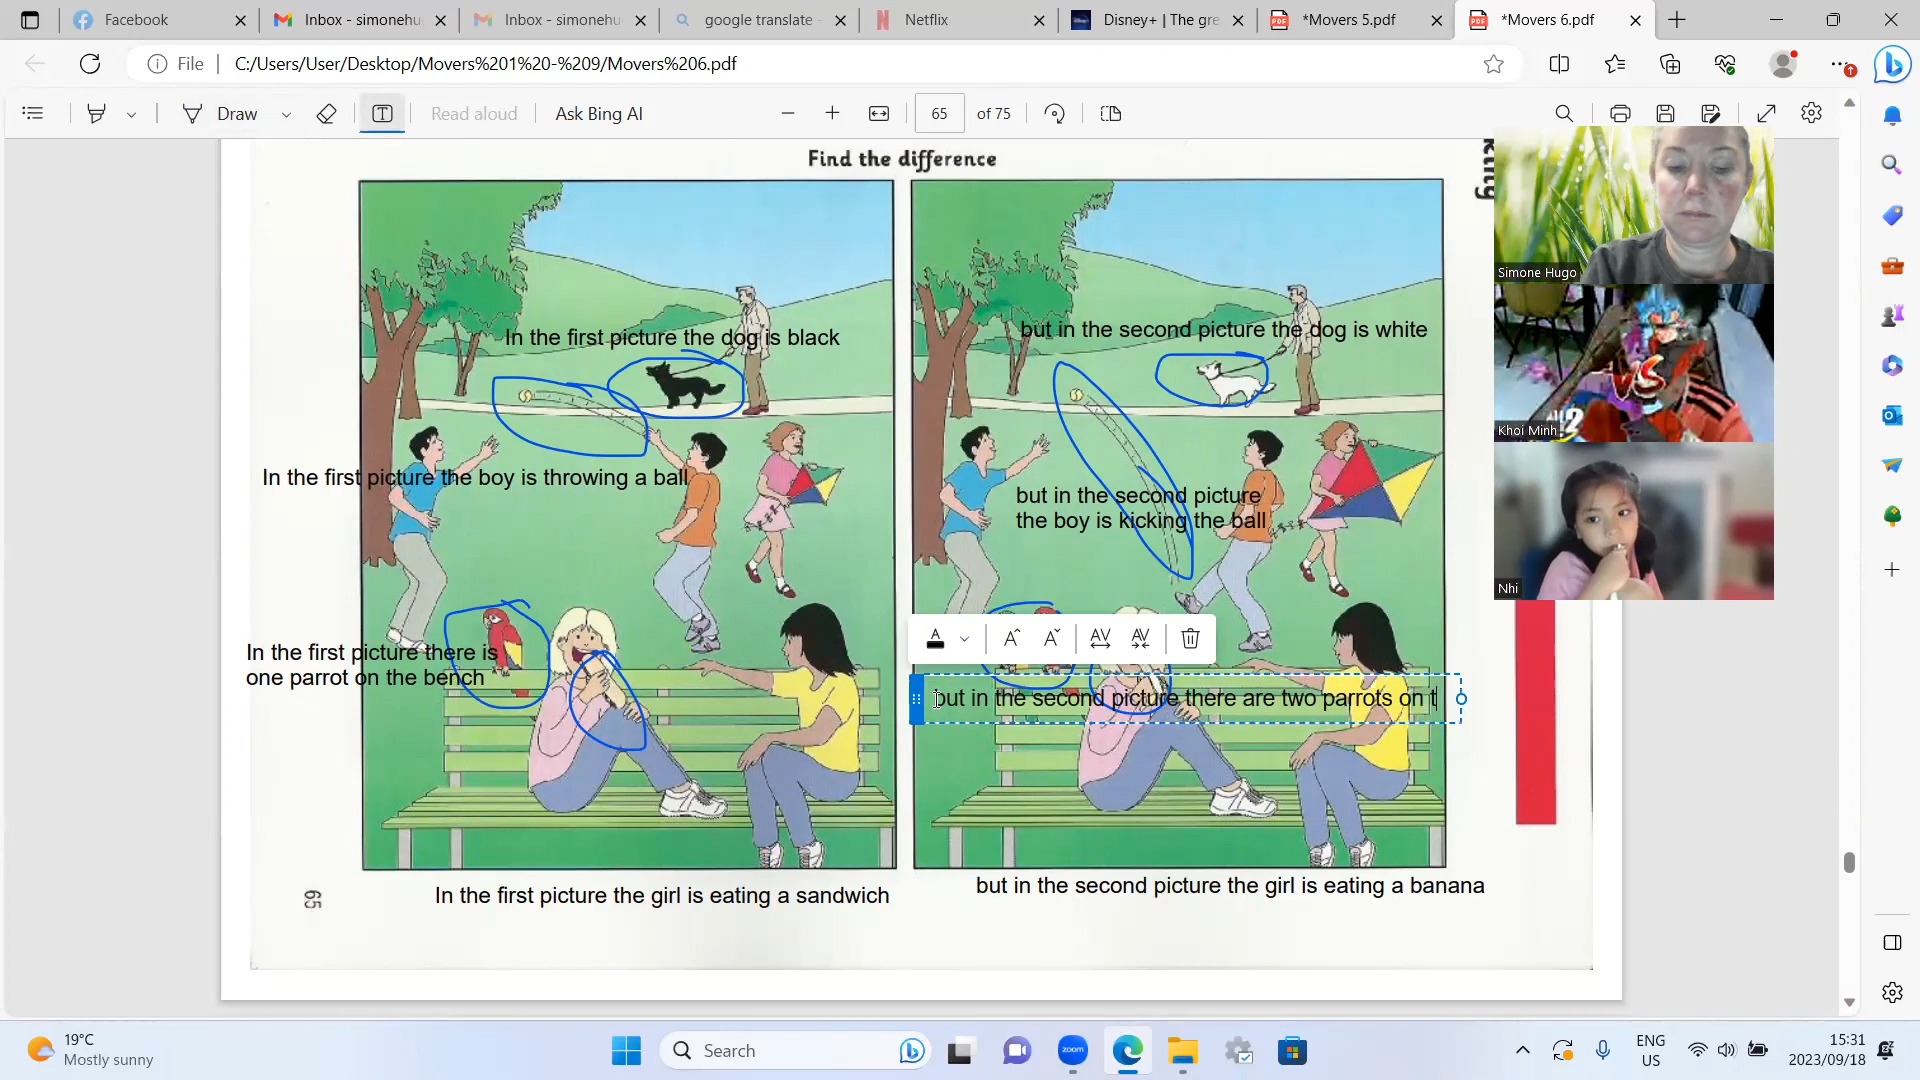 Facebook
Inbox - simonehu
Inbox - simonehu
google translate -
Netflix
Disney+ | The gre
*Movers 5.pdf
*Movers 6.pdf
File
C:/Users/User/Desktop/Movers%201%20-%209/Movers%206.pdf
Draw
Read aloud
Ask Bing AI
65
of 75
Find the difference
In the first picture the dog is black
but in the second picture the dog is white
In the first picture the boy is throwing a ball
but in the second picture
the boy is kicking the ball
In the first picture there is
one parrot on the bench
but in the second picture there are two parrots on t
In the first picture the girl is eating a sandwich
but in the second picture the girl is eating a banana
65
Simone Hugo
Khoi Minh
Nhi
19°C
Mostly sunny
Search
zoom
ENG
US
15:31
2023/09/18